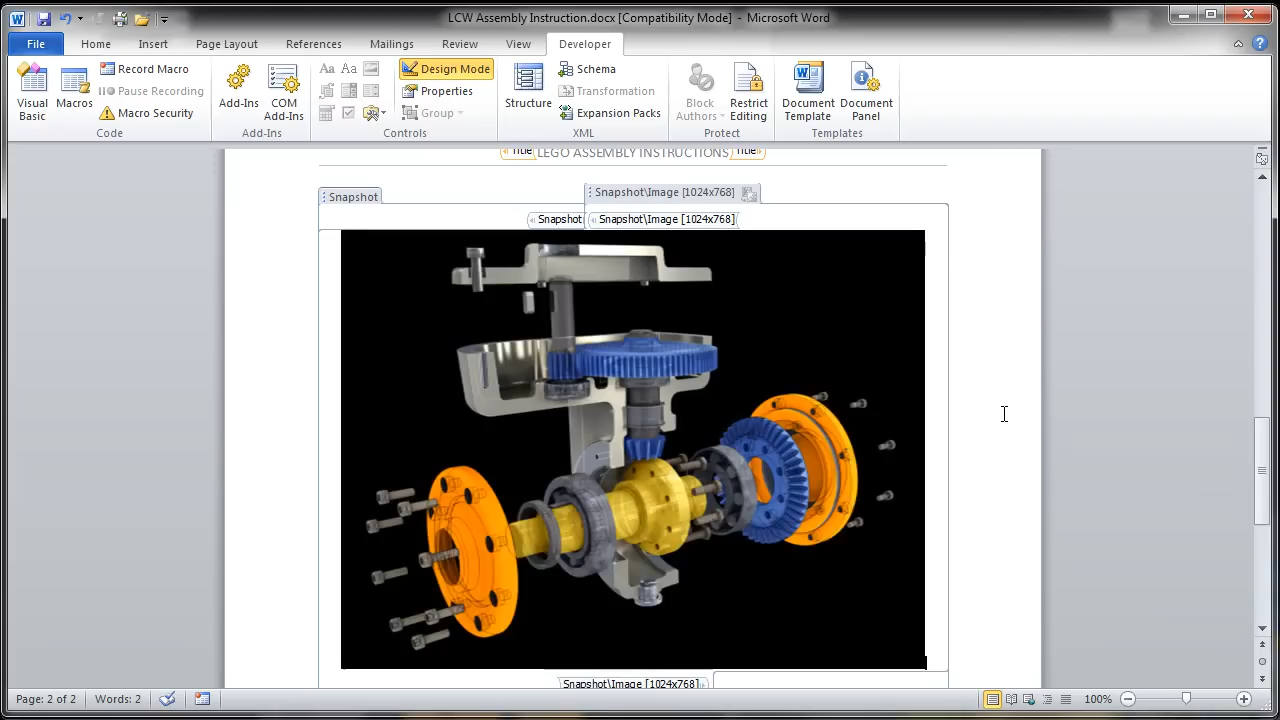 LCW Assembly Instruction.docx [Compatibility Mode] - Microsoft Word
File Home Insert Page Layout References Mailings Review View Developer
Visual Basic
Macros
Record Macro
Pause Recording
Macro Security
Code
Add-Ins
COM Add-Ins
Add-Ins
Aa Aa
Design Mode
Properties
Group
Controls
Structure
Schema
Transformation
Expansion Packs
XML
Block Authors
Restrict Editing
Protect
Document Template
Document Panel
Templates
Title LEGO ASSEMBLY INSTRUCTIONS Title
Snapshot
Snapshot\Image [1024x768]
Snapshot Snapshot\Image [1024x768]
Snapshot\Image [1024x768]
Page: 2 of 2 Words: 2 100%